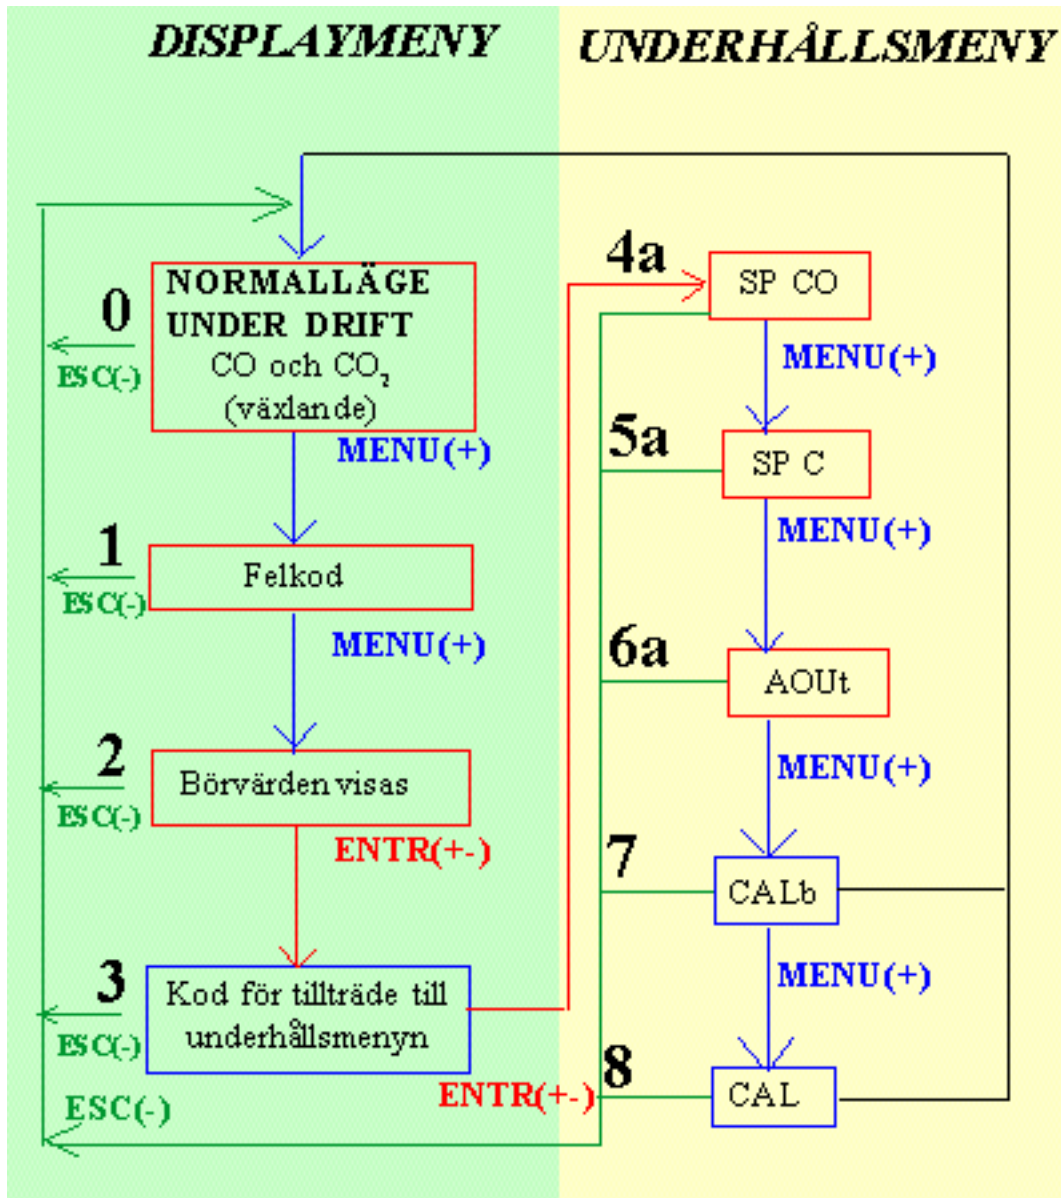 DISPLAYMENY
UNDERHÅLLSMENY
0
NORMALLÄGE
UNDER DRIFT
CO och CO₂
(växlande)
ESC(-)
MENU(+)
1
Felkod
ESC(-)
MENU(+)
2
Börvärden visas
ESC(-)
ENTR(+-)
3
Kod för tillträde till
underhållsmenyn
ESC(-)
ENTR(+-)
ESC(-)
4a
SP CO
MENU(+)
5a
SP C
MENU(+)
6a
AOUt
MENU(+)
7
CALb
MENU(+)
8
CAL